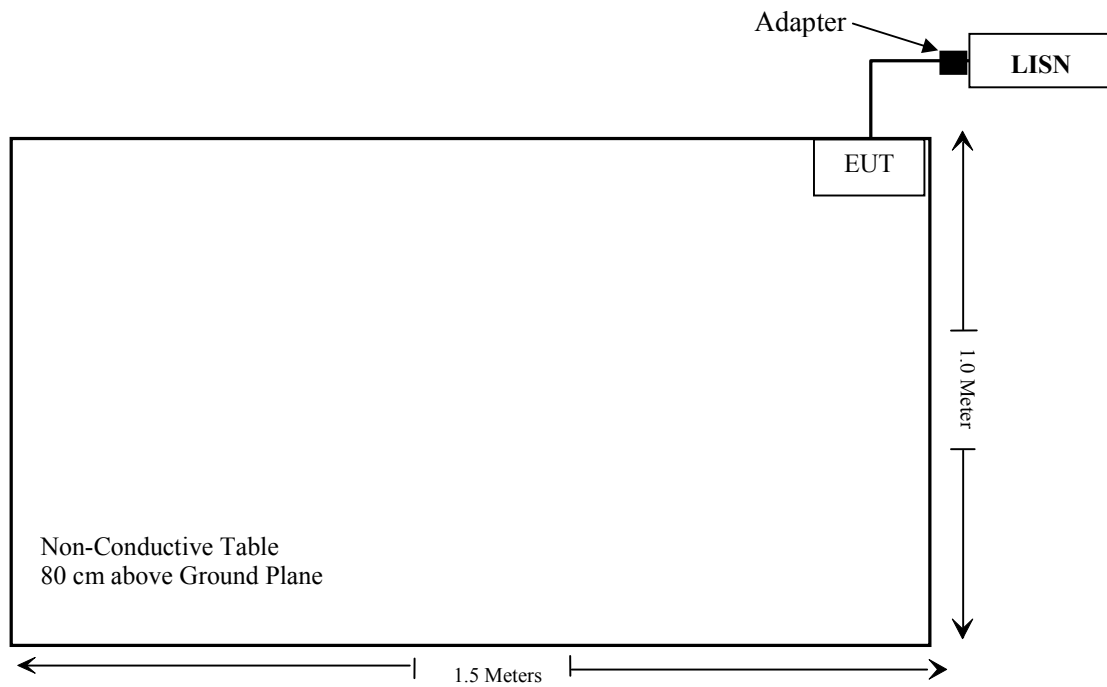 Adapter
LISN
EUT
1.0 Meter
Non-Conductive Table
80 cm above Ground Plane
1.5 Meters